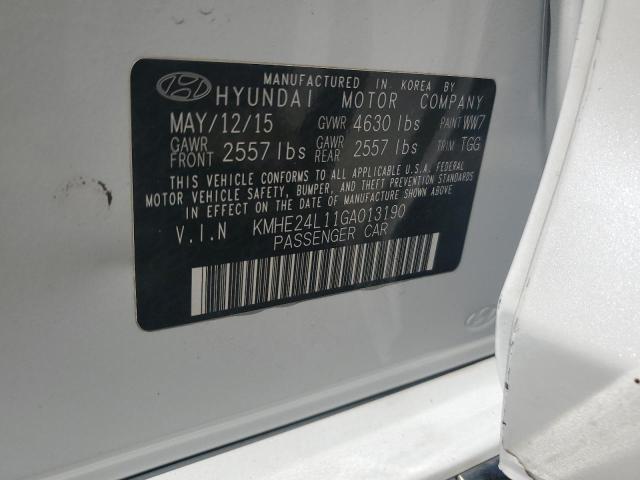 MANUFACTURED IN KOREA BY
HYUNDAI MOTOR COMPANY
MAY/12/15 GVWR 4630 lbs PAINT WW7
GAWR FRONT 2557 lbs GAWR REAR 2557 lbs TRIM TGG
THIS VEHICLE CONFORMS TO ALL APPLICABLE U.S.A. FEDERAL
MOTOR VEHICLE SAFETY, BUMPER, AND THEFT PREVENTION STANDARDS
IN EFFECT ON THE DATE OF MANUFACTURE SHOWN ABOVE.
V.I.N KMHE24L11GA013190
PASSENGER CAR